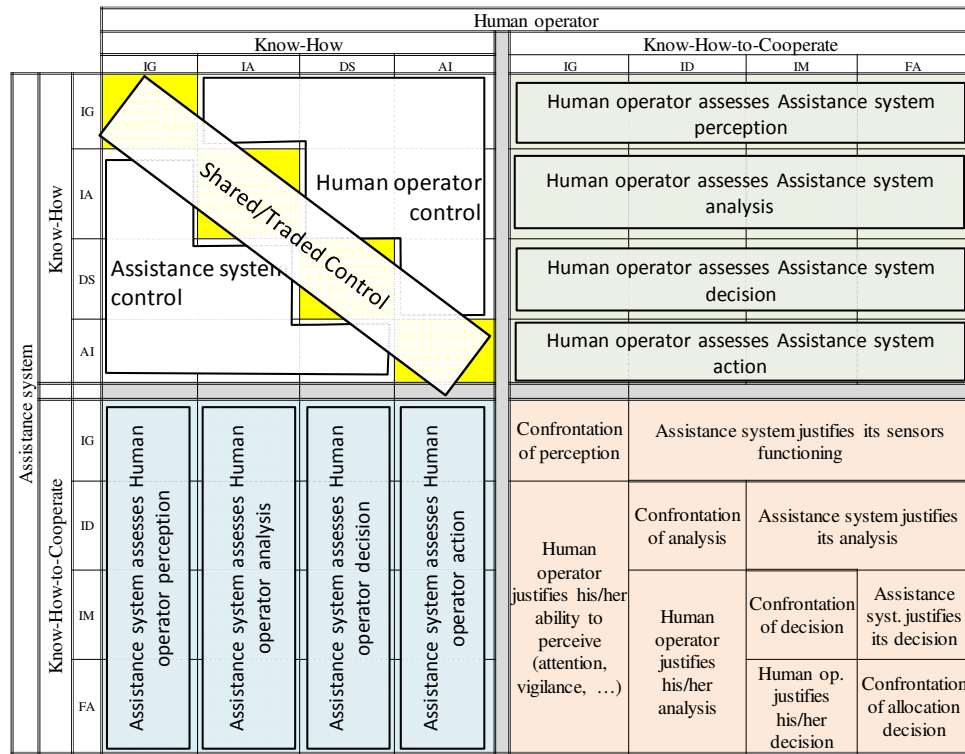 Human operator
Know-How
Know-How-to-Cooperate
IG
IA
DS
AI
IG
ID
IM
FA
Assistance system
Know-How
IG
IA
DS
AI
Shared/Traded Control
Human operator
control
Assistance system
control
Human operator assesses Assistance system
perception
Human operator assesses Assistance system
analysis
Human operator assesses Assistance system
decision
Human operator assesses Assistance system
action
Know-How-to-Cooperate
IG
ID
IM
FA
Assistance system assesses Human
operator perception
Assistance system assesses Human
operator analysis
Assistance system assesses Human
operator decision
Assistance system assesses Human
operator action
Confrontation
of perception
Assistance system justifies its sensors
functioning
Human
operator
justifies his/her
ability to
perceive
(attention,
vigilance, …)
Confrontation
of analysis
Assistance system justifies
its analysis
Human
operator
justifies
his/her
analysis
Confrontation
of decision
Assistance
syst. justifies
its decision
Human op.
justifies
his/her
decision
Confrontation
of allocation
decision